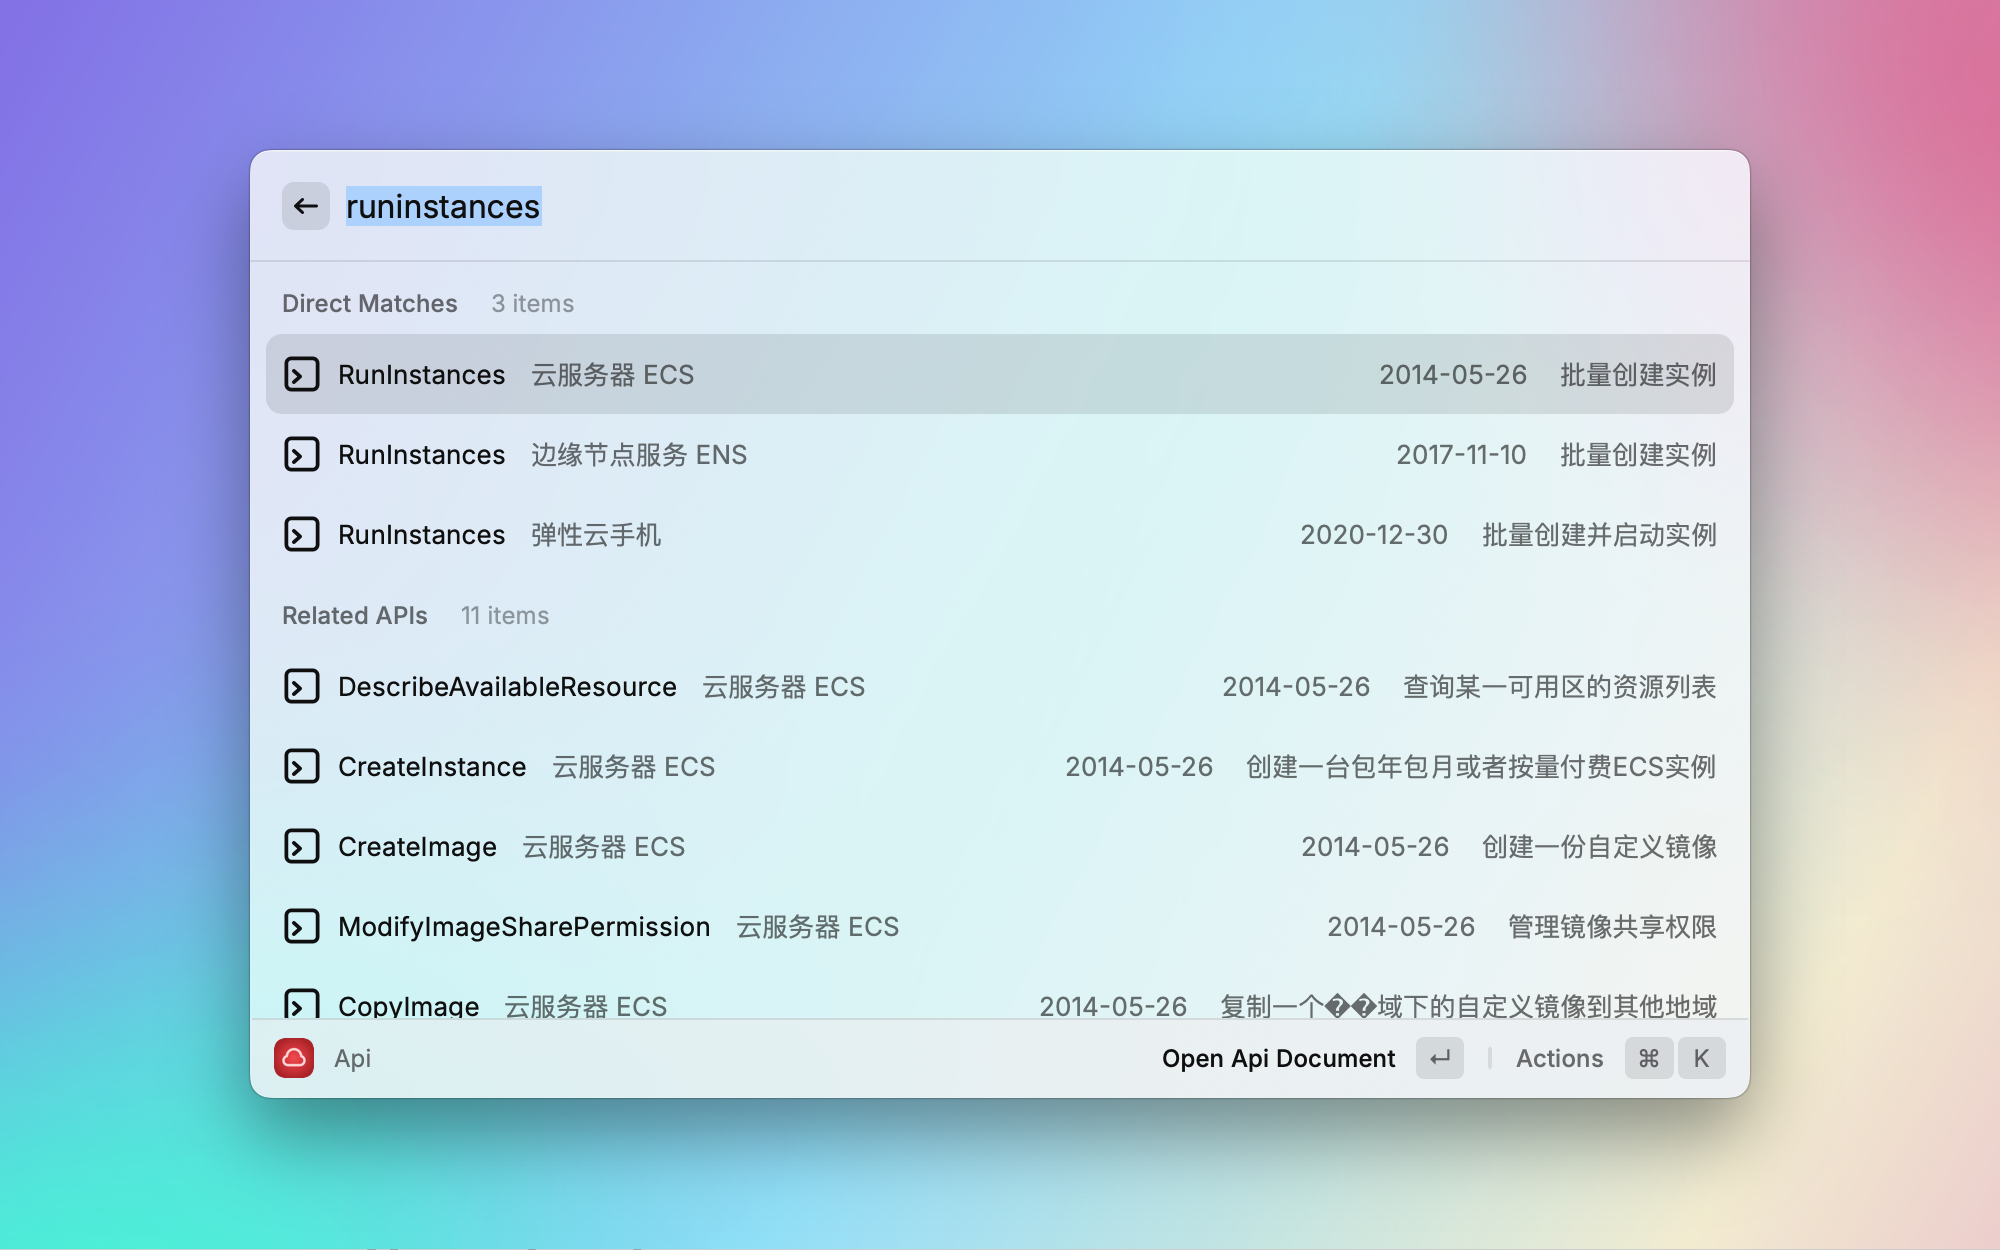 runinstances
Direct Matches 3 items
RunInstances 云服务器 ECS 2014-05-26 批量创建实例
RunInstances 边缘节点服务 ENS 2017-11-10 批量创建实例
RunInstances 弹性云手机 2020-12-30 批量创建并启动实例
Related APIs 11 items
DescribeAvailableResource 云服务器 ECS 2014-05-26 查询某一可用区的资源列表
CreateInstance 云服务器 ECS 2014-05-26 创建一台包年包月或者按量付费ECS实例
CreateImage 云服务器 ECS 2014-05-26 创建一份自定义镜像
ModifyImageSharePermission 云服务器 ECS 2014-05-26 管理镜像共享权限
CopyImage 云服务器 ECS 2014-05-26 复制一个��域下的自定义镜像到其他地域
Api Open Api Document ↵ Actions ⌘ K